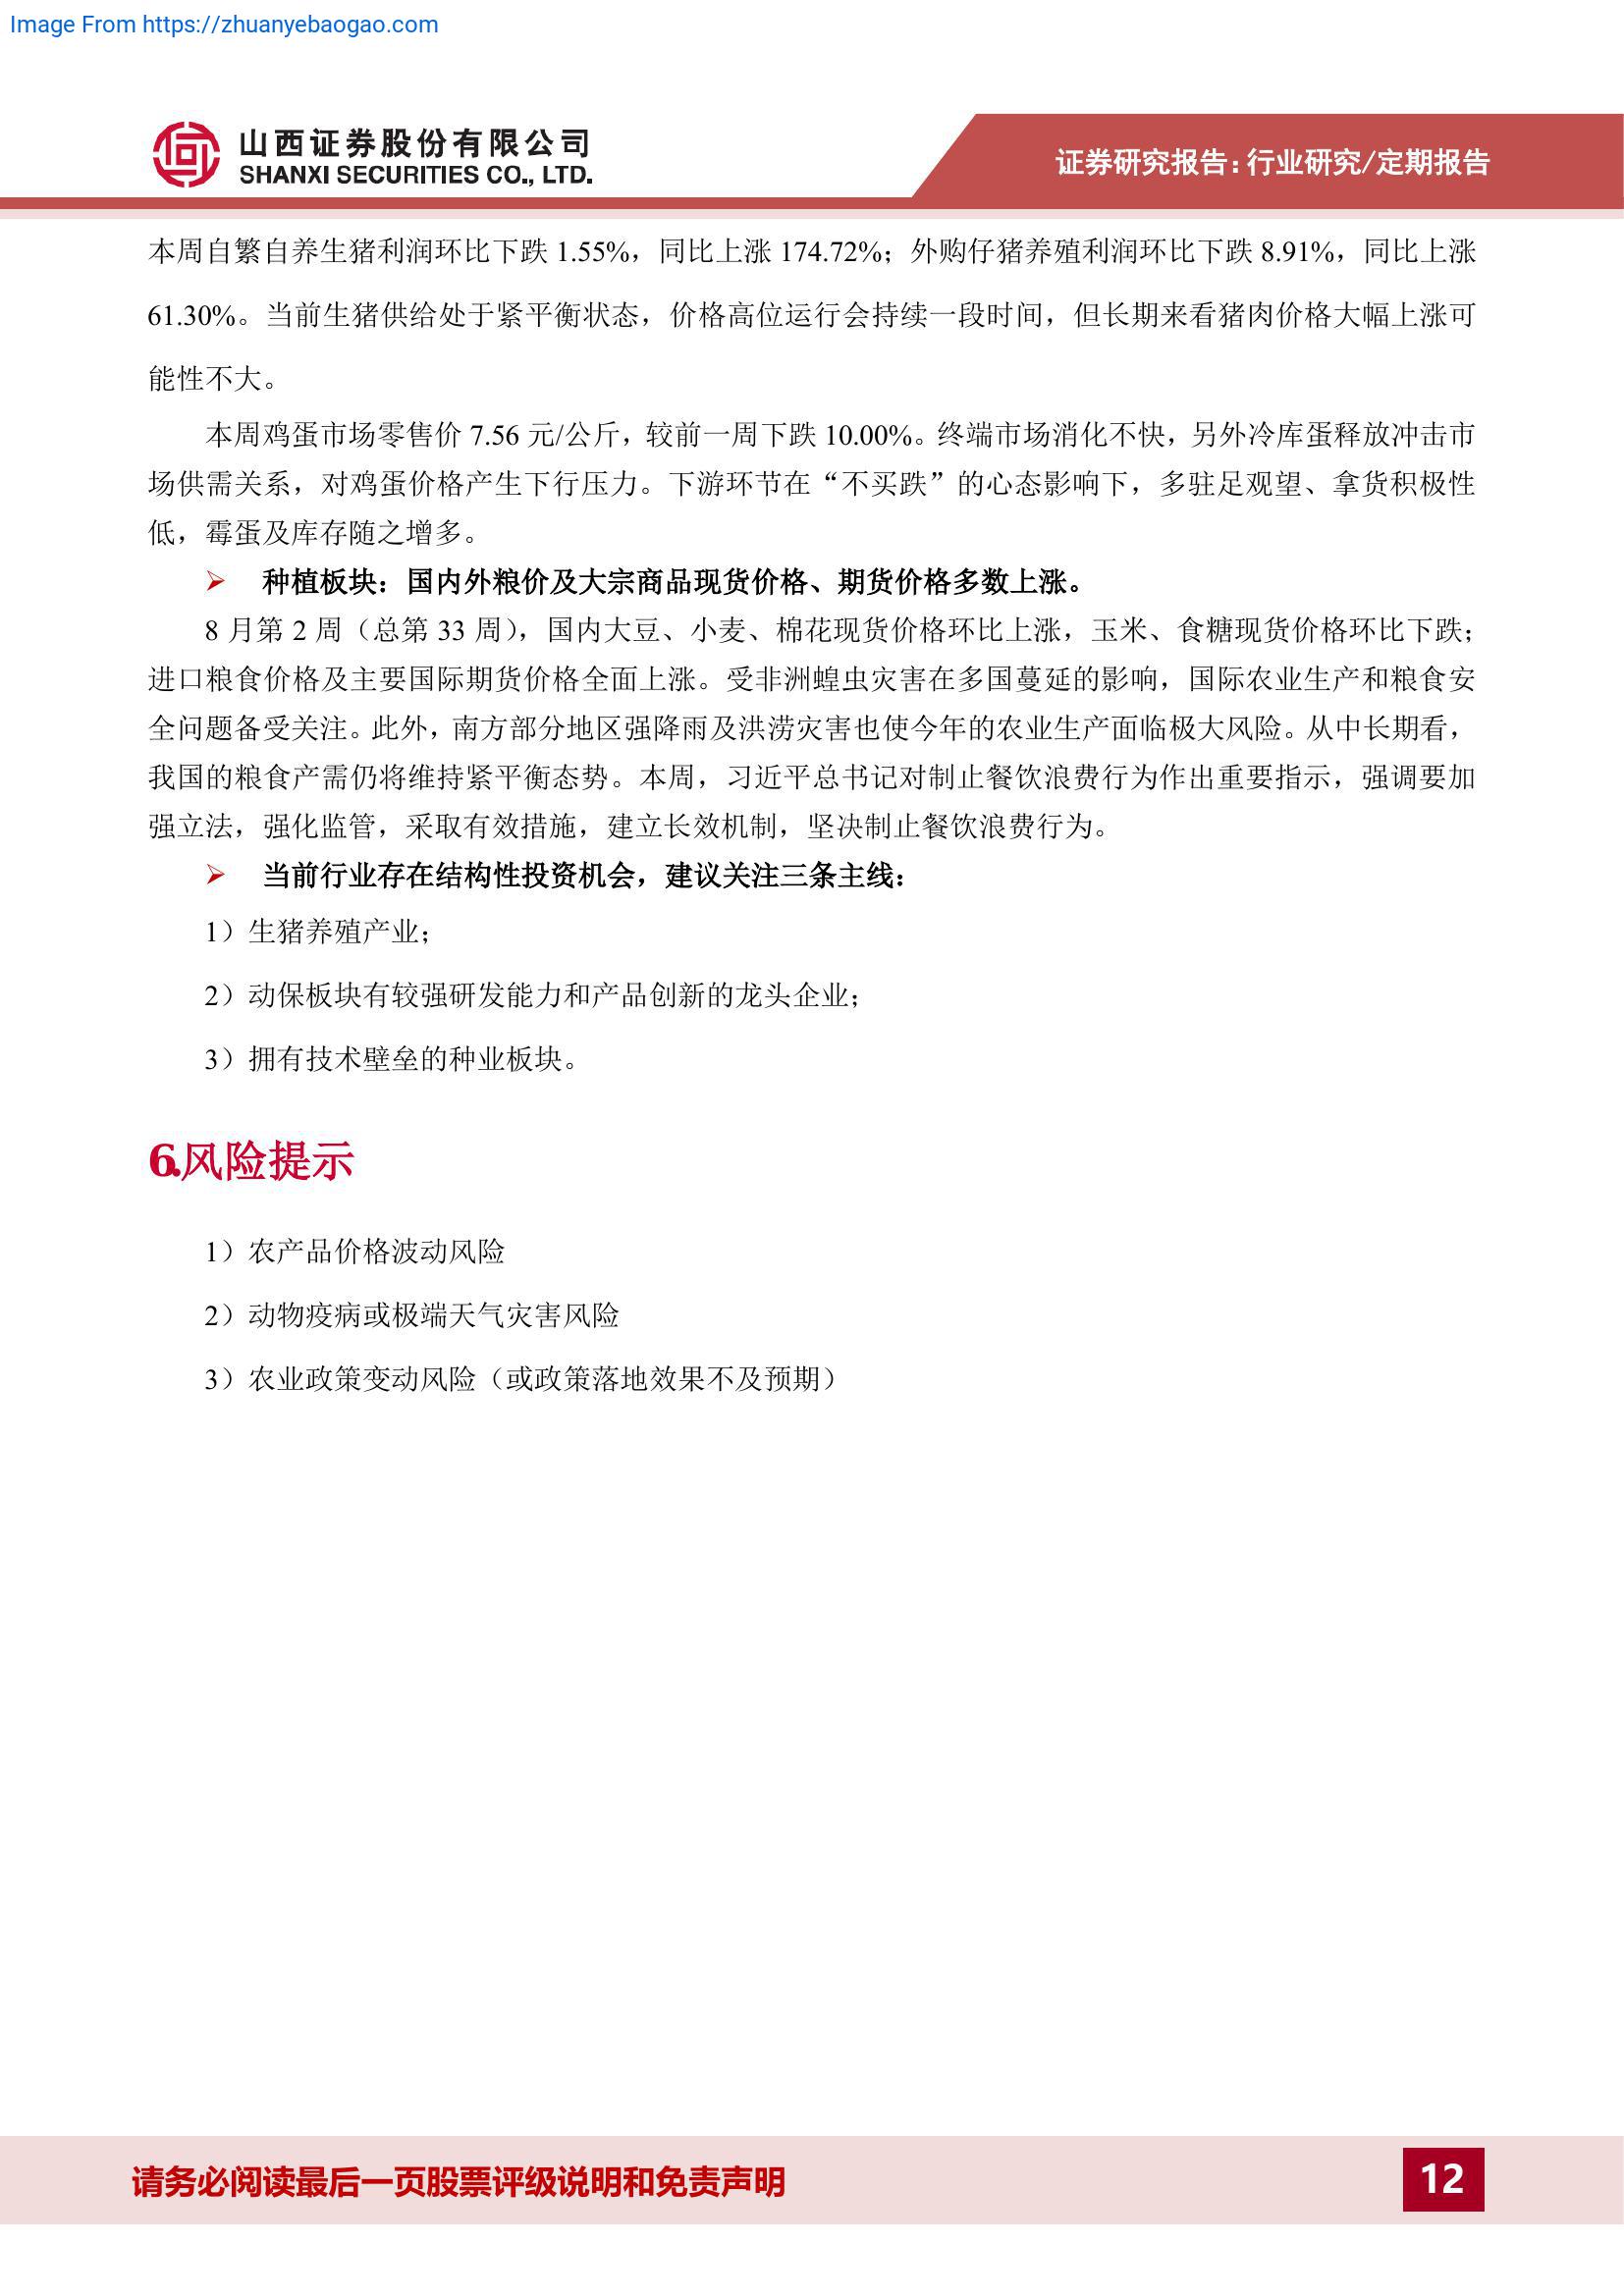 Image From https://zhuanyebaogao.com
山西证券股份有限公司
SHANXI SECURITIES CO., LTD.
证券研究报告：行业研究/定期报告
本周自繁自养生猪利润环比下跌 1.55%，同比上涨 174.72%；外购仔猪养殖利润环比下跌 8.91%，同比上涨
61.30%。当前生猪供给处于紧平衡状态，价格高位运行会持续一段时间，但长期来看猪肉价格大幅上涨可
能性不大。
本周鸡蛋市场零售价 7.56 元/公斤，较前一周下跌 10.00%。终端市场消化不快，另外冷库蛋释放冲击市
场供需关系，对鸡蛋价格产生下行压力。下游环节在“不买跌”的心态影响下，多驻足观望、拿货积极性
低，霉蛋及库存随之增多。
➢ 种植板块：国内外粮价及大宗商品现货价格、期货价格多数上涨。
8 月第 2 周（总第 33 周），国内大豆、小麦、棉花现货价格环比上涨，玉米、食糖现货价格环比下跌；
进口粮食价格及主要国际期货价格全面上涨。受非洲蝗虫灾害在多国蔓延的影响，国际农业生产和粮食安
全问题备受关注。此外，南方部分地区强降雨及洪涝灾害也使今年的农业生产面临极大风险。从中长期看，
我国的粮食产需仍将维持紧平衡态势。本周，习近平总书记对制止餐饮浪费行为作出重要指示，强调要加
强立法，强化监管，采取有效措施，建立长效机制，坚决制止餐饮浪费行为。
➢ 当前行业存在结构性投资机会，建议关注三条主线：
1）生猪养殖产业；
2）动保板块有较强研发能力和产品创新的龙头企业；
3）拥有技术壁垒的种业板块。
6.风险提示
1）农产品价格波动风险
2）动物疫病或极端天气灾害风险
3）农业政策变动风险（或政策落地效果不及预期）
请务必阅读最后一页股票评级说明和免责声明
12